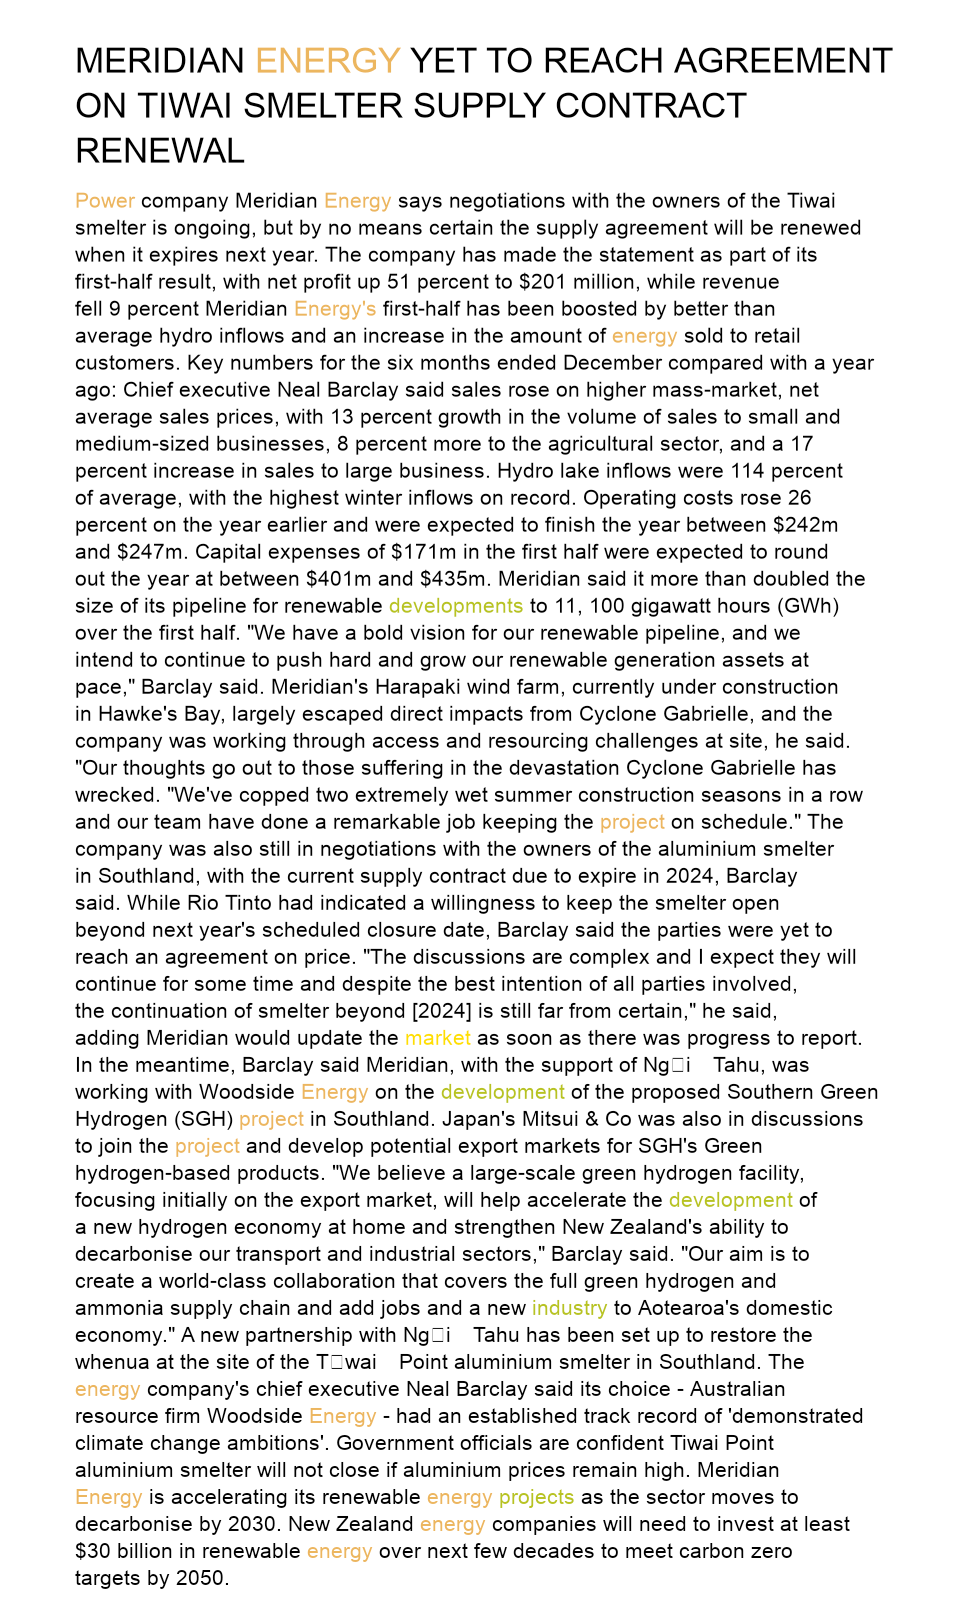 MERIDIAN ENERGY YET TO REACH AGREEMENT
ON TIWAI SMELTER SUPPLY CONTRACT
RENEWAL
Power company Meridian Energy says negotiations with the owners of the Tiwai
smelter is ongoing, but by no means certain the supply agreement will be renewed
when it expires next year. The company has made the statement as part of its
first-half result, with net profit up 51 percent to $201 million, while revenue
fell 9 percent Meridian Energy's first-half has been boosted by better than
average hydro inflows and an increase in the amount of energy sold to retail
customers. Key numbers for the six months ended December compared with a year
ago: Chief executive Neal Barclay said sales rose on higher mass-market, net
average sales prices, with 13 percent growth in the volume of sales to small and
medium-sized businesses, 8 percent more to the agricultural sector, and a 17
percent increase in sales to large business. Hydro lake inflows were 114 percent
of average, with the highest winter inflows on record. Operating costs rose 26
percent on the year earlier and were expected to finish the year between $242m
and $247m. Capital expenses of $171m in the first half were expected to round
out the year at between $401m and $435m. Meridian said it more than doubled the
size of its pipeline for renewable developments to 11, 100 gigawatt hours (GWh)
over the first half. "We have a bold vision for our renewable pipeline, and we
intend to continue to push hard and grow our renewable generation assets at
pace," Barclay said. Meridian's Harapaki wind farm, currently under construction
in Hawke's Bay, largely escaped direct impacts from Cyclone Gabrielle, and the
company was working through access and resourcing challenges at site, he said.
"Our thoughts go out to those suffering in the devastation Cyclone Gabrielle has
wrecked. "We've copped two extremely wet summer construction seasons in a row
and our team have done a remarkable job keeping the project on schedule." The
company was also still in negotiations with the owners of the aluminium smelter
in Southland, with the current supply contract due to expire in 2024, Barclay
said. While Rio Tinto had indicated a willingness to keep the smelter open
beyond next year's scheduled closure date, Barclay said the parties were yet to
reach an agreement on price. "The discussions are complex and I expect they will
continue for some time and despite the best intention of all parties involved,
the continuation of smelter beyond [2024] is still far from certain," he said,
adding Meridian would update the market as soon as there was progress to report.
In the meantime, Barclay said Meridian, with the support of Ng□i Tahu, was
working with Woodside Energy on the development of the proposed Southern Green
Hydrogen (SGH) project in Southland. Japan's Mitsui & Co was also in discussions
to join the project and develop potential export markets for SGH's Green
hydrogen-based products. "We believe a large-scale green hydrogen facility,
focusing initially on the export market, will help accelerate the development of
a new hydrogen economy at home and strengthen New Zealand's ability to
decarbonise our transport and industrial sectors," Barclay said. "Our aim is to
create a world-class collaboration that covers the full green hydrogen and
ammonia supply chain and add jobs and a new industry to Aotearoa's domestic
economy." A new partnership with Ng□i Tahu has been set up to restore the
whenua at the site of the T□wai Point aluminium smelter in Southland. The
energy company's chief executive Neal Barclay said its choice - Australian
resource firm Woodside Energy - had an established track record of 'demonstrated
climate change ambitions'. Government officials are confident Tiwai Point
aluminium smelter will not close if aluminium prices remain high. Meridian
Energy is accelerating its renewable energy projects as the sector moves to
decarbonise by 2030. New Zealand energy companies will need to invest at least
$30 billion in renewable energy over next few decades to meet carbon zero
targets by 2050.